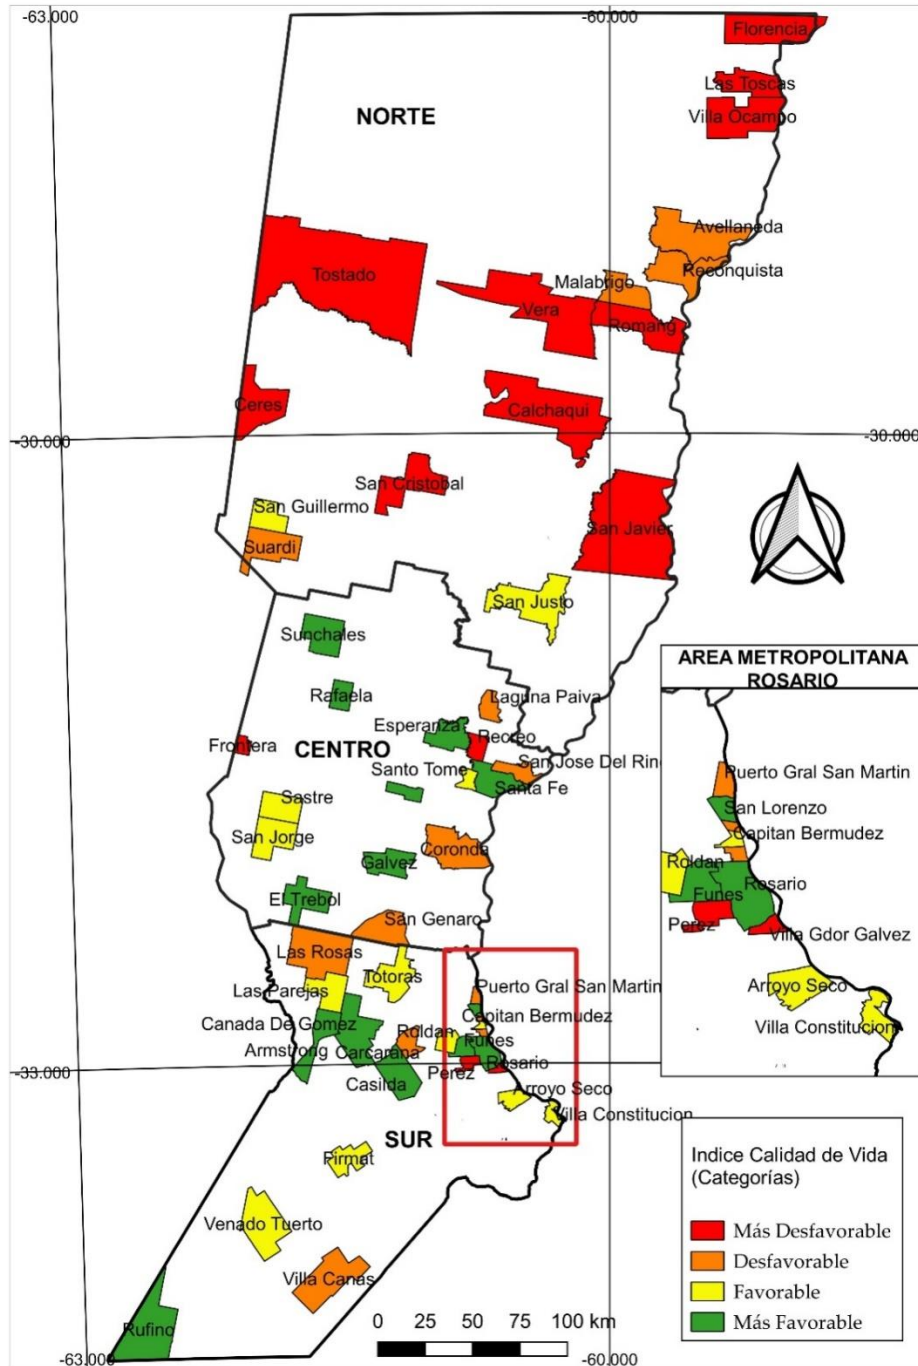 -63.000
-60.000
Florencia
Las Toscas
Villa Ocampo
NORTE
Avellaneda
Reconquista
Malabtigo
Tostado
Vera
Romang
Ceres
Calchaqui
-30.000
-30.000
San Cristobal
San Guillermo
San Javier
Suardi
San Justo
Sunchales
AREA METROPOLITANA
ROSARIO
Rafaela
Laguna Paiva
Esperanza
Recreo
Frontera
CENTRO
San Jose Del Rinc
Santo Tome
Santa Fe
Puerto Gral San Martin
Sastre
San Lorenzo
San Jorge
Capitan Bermudez
Coronda
Galvez
Roldan
Rosario
Funes
El Trebol
San Genaro
Perez
Villa Gdor Galvez
Las Rosas
Totoras
Puerto Gral San Martin
Arroyo Seco
Las Parejas
Capitan Bermudez
Villa Constitucion
Canada De Gomez
Roldan
Funes
Armstrong
Carcarana
Rosario
-33.000
Perez
Casilda
Arroyo Seco
Villa Constitucion
SUR
Firmat
Indice Calidad de Vida
(Categorías)
Venado Tuerto
Más Desfavorable
Desfavorable
Villa Canas
Favorable
Más Favorable
Rufino
0 25 50 75 100 km
-63.000
-60.000